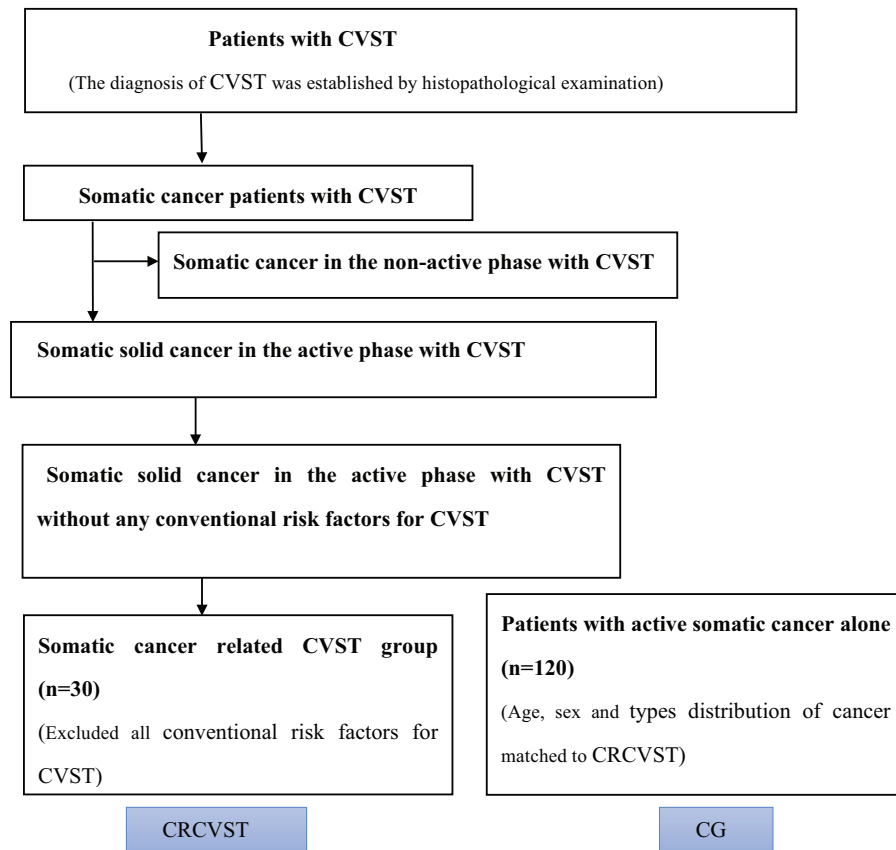 Patients with CVST
(The diagnosis of CVST was established by histopathological examination)
Somatic cancer patients with CVST
Somatic cancer in the non-active phase with CVST
Somatic solid cancer in the active phase with CVST
Somatic solid cancer in the active phase with CVST
without any conventional risk factors for CVST
Somatic cancer related CVST group
(n=30)
(Excluded all conventional risk factors for
CVST)
Patients with active somatic cancer alone
(n=120)
(Age, sex and types distribution of cancer
matched to CRCVST)
CRCVST
CG